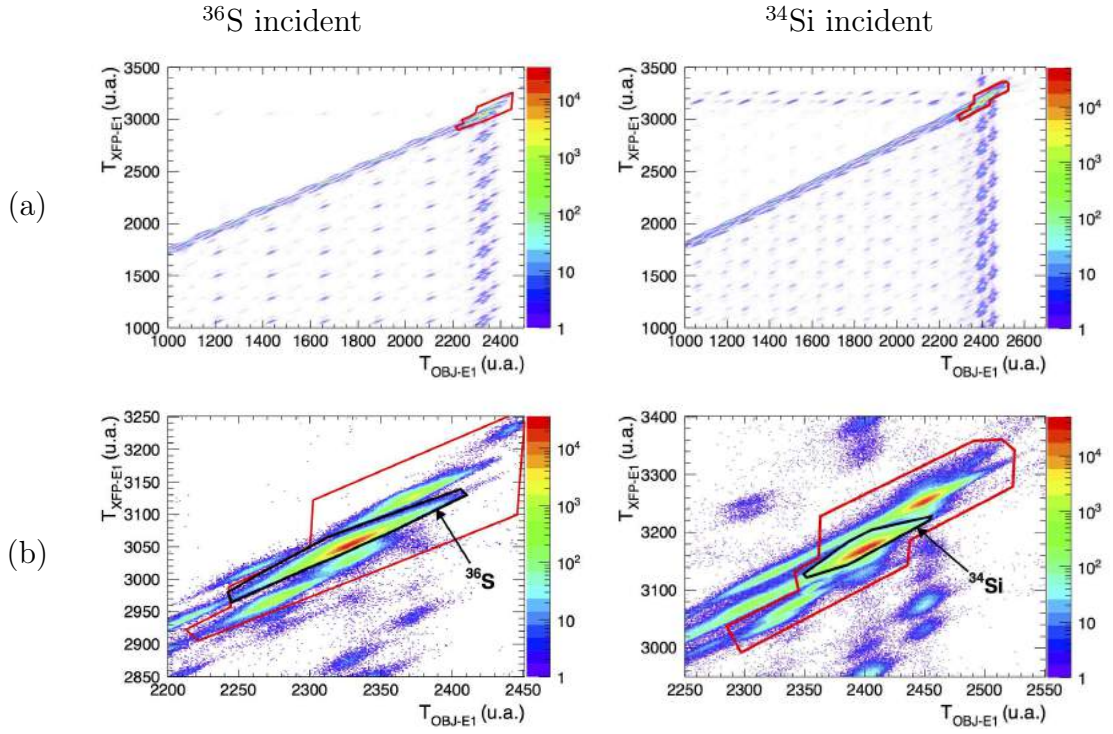 ³⁶S incident ³⁴Si incident
(a)
T_XFP-E1 (u.a.)
3500
3000
2500
2000
1500
1000
1000 1200 1400 1600 1800 2000 2200 2400
T_OBJ-E1 (u.a.)
10⁴
10³
10²
10
1
T_XFP-E1 (u.a.)
3500
3000
2500
2000
1500
1000
1000 1200 1400 1600 1800 2000 2200 2400 2600
T_OBJ-E1 (u.a.)
10⁴
10³
10²
10
1
(b)
T_XFP-E1 (u.a.)
3250
3200
3150
3100
3050
3000
2950
2900
2850
2200 2250 2300 2350 2400 2450
T_OBJ-E1 (u.a.)
³⁶S
10⁴
10³
10²
10
1
T_XFP-E1 (u.a.)
3400
3300
3200
3100
3000
2250 2300 2350 2400 2450 2500 2550
T_OBJ-E1 (u.a.)
³⁴Si
10⁴
10³
10²
10
1